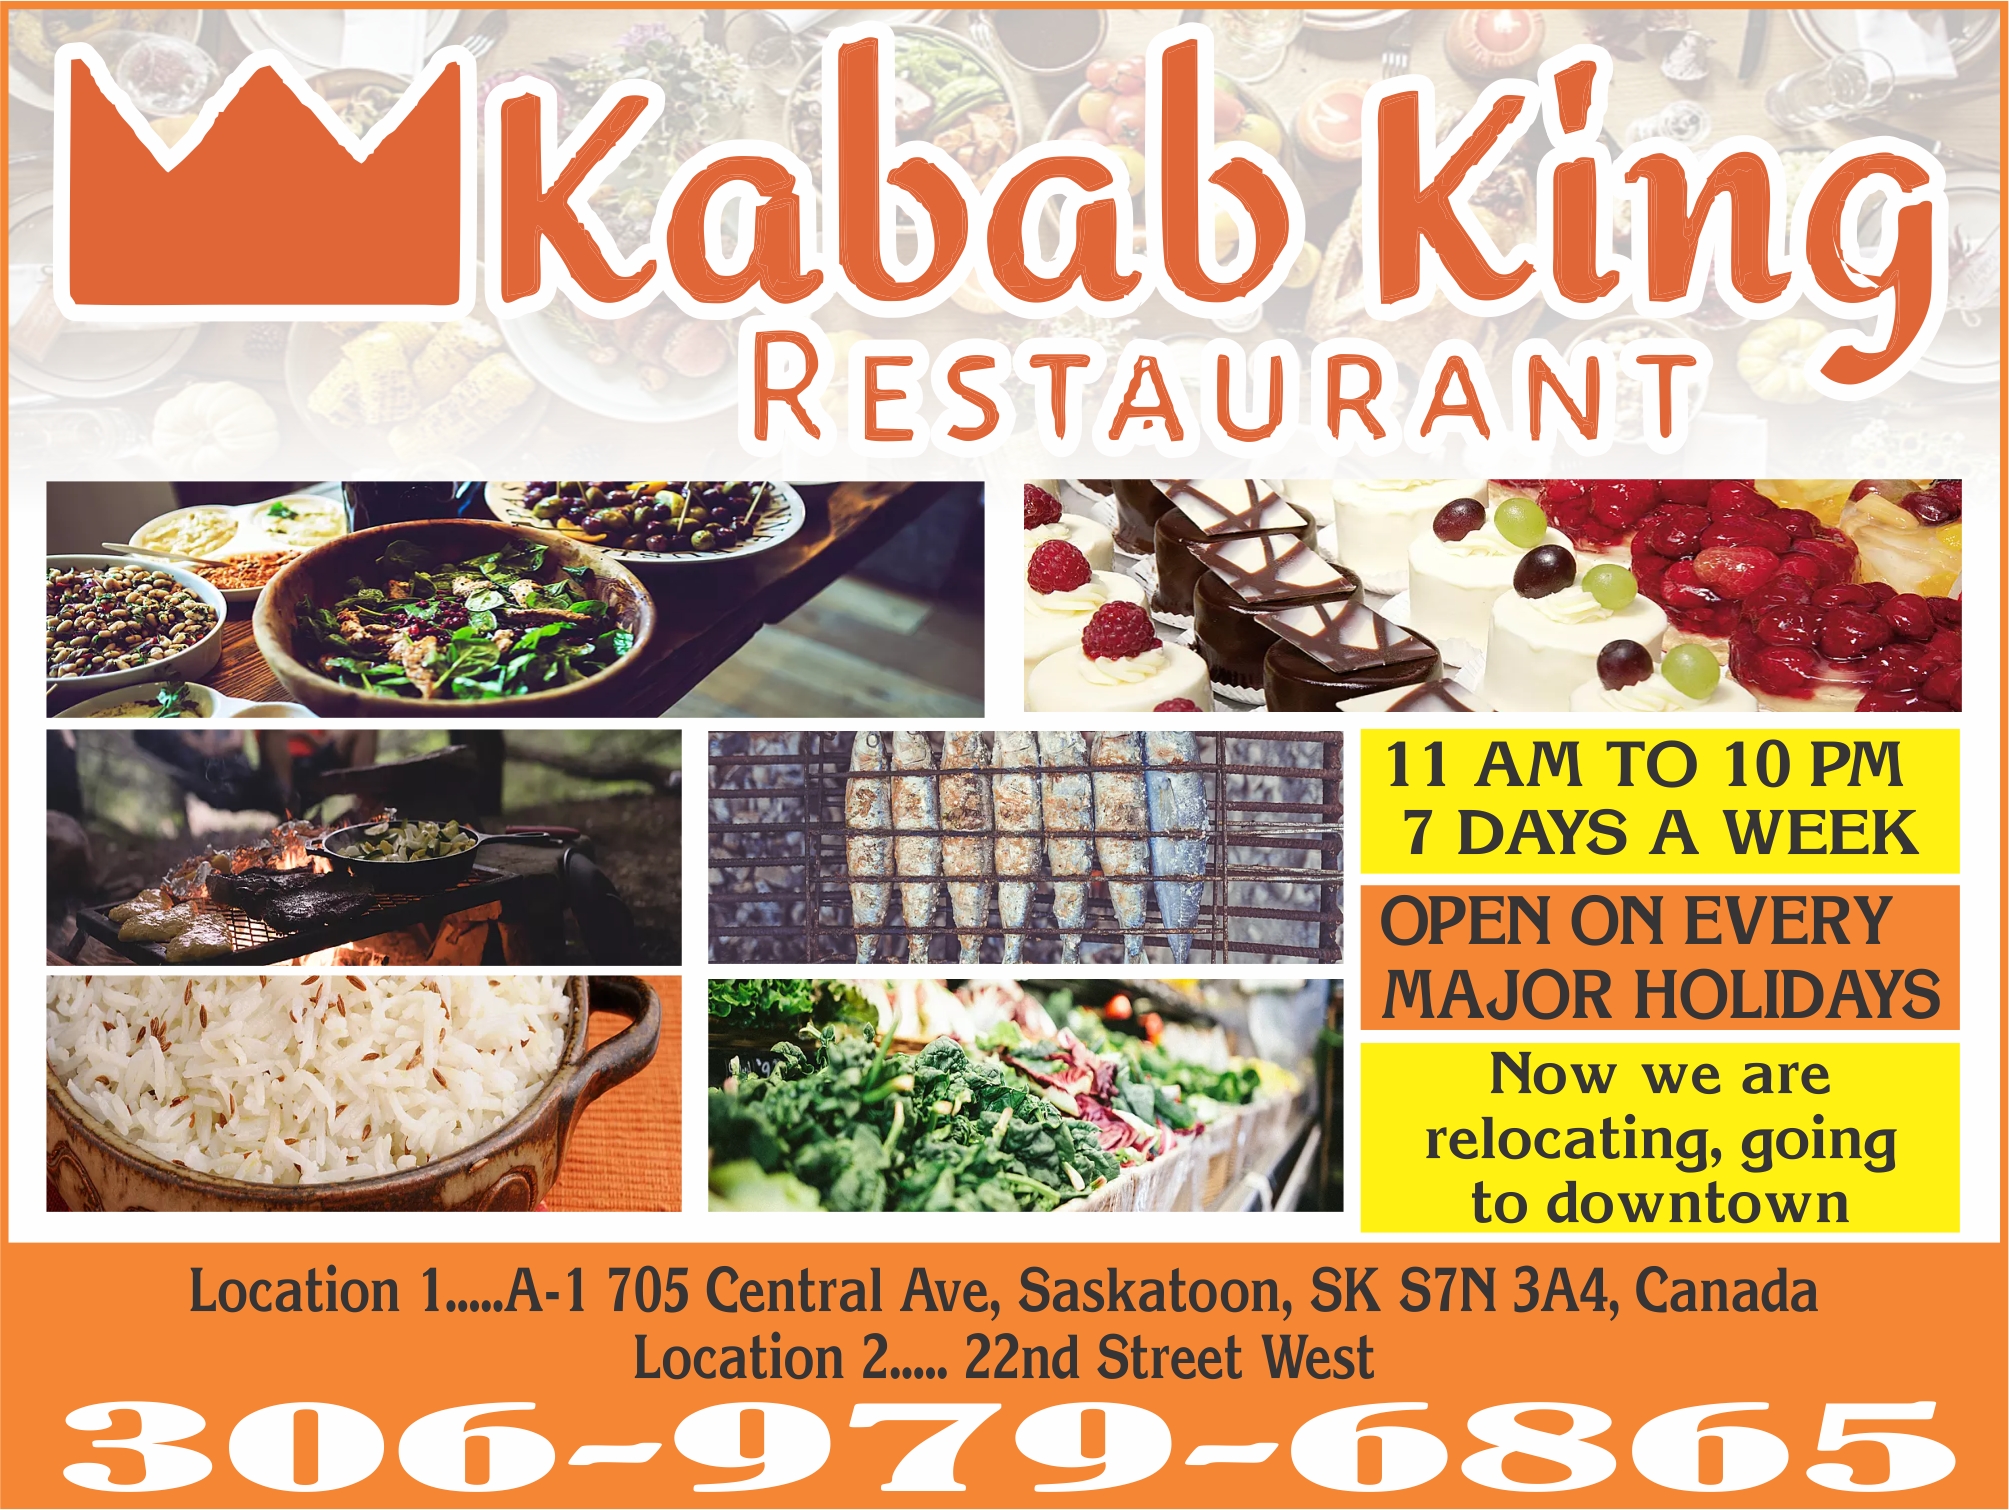 Kabab King
RESTAURANT
11 AM TO 10 PM
7 DAYS A WEEK
OPEN ON EVERY
MAJOR HOLIDAYS
Now we are
relocating, going
to downtown
Location 1.....A-1 705 Central Ave, Saskatoon, SK S7N 3A4, Canada
Location 2..... 22nd Street West
306-979-6865